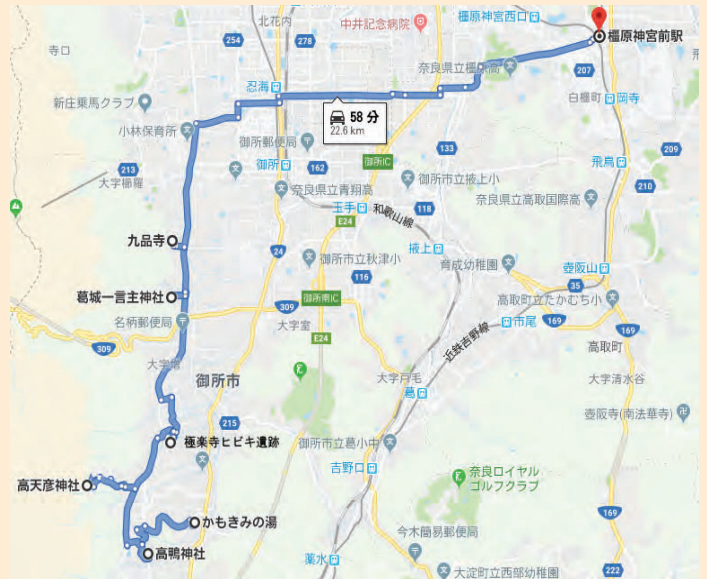 北花内
中井記念病院
橿原神宮西口
橿原神宮前駅
寺口
254
278
奈良県立橿原高
207
忍海
白橿町
岡寺
新庄乗馬クラブ
58 分
22.6 km
小林保育所
御所郵便局
133
209
213
御所
162
御所IC
飛鳥
大字櫛羅
御市立掖上小
210
奈良県立青翔高
奈良県立高取国際高
玉手
118
和歌山線
E24
九品寺
24
御所市立秋津小
掖上
育成幼稚園
壺阪山
116
35
葛城一言主神社
御所南IC
高取町立たかむち小
309
名柄郵便局
大字室
市尾
169
169
309
E24
近鉄吉野線
高取町
大字増
御所市
大字戸毛
大字清水谷
葛
215
壺阪寺(南法華寺)
極楽寺ヒビキ遺跡
御所市立葛小中
吉野口
高天彦神社
奈良ロイヤル
ゴルフクラブ
169
かもきみの湯
今木簡易郵便局
高鴨神社
薬水
大淀町立西部幼稚園
222